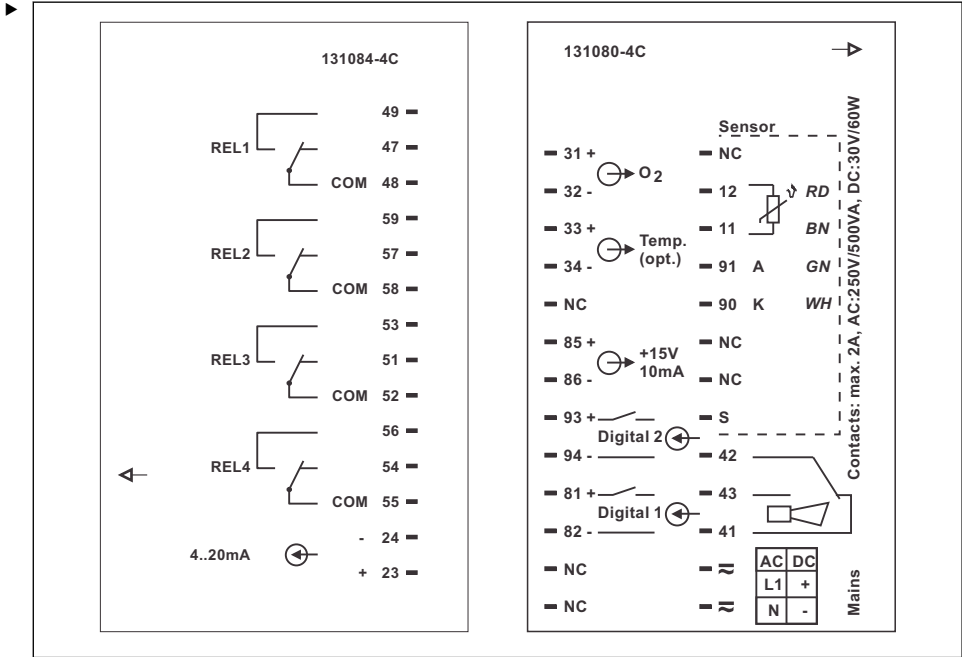 131084-4C
49
REL1 47
COM 48
59
REL2 57
COM 58
53
REL3 51
COM 52
56
REL4 54
COM 55
- 24
4..20mA
+ 23
131080-4C
Sensor
31 + NC
O2
32 - 12 RD
33 + 11 BN
Temp.
(opt.)
34 - 91 A GN
NC 90 K WH
85 + NC
+15V
10mA
86 - NC
93 + S
Digital 2
94 - 42
81 + 43
Digital 1
82 - 41
NC ≂ AC DC
L1 +
NC ≂ N -
Contacts: max. 2A, AC:250V/500VA, DC:30V/60W
Mains